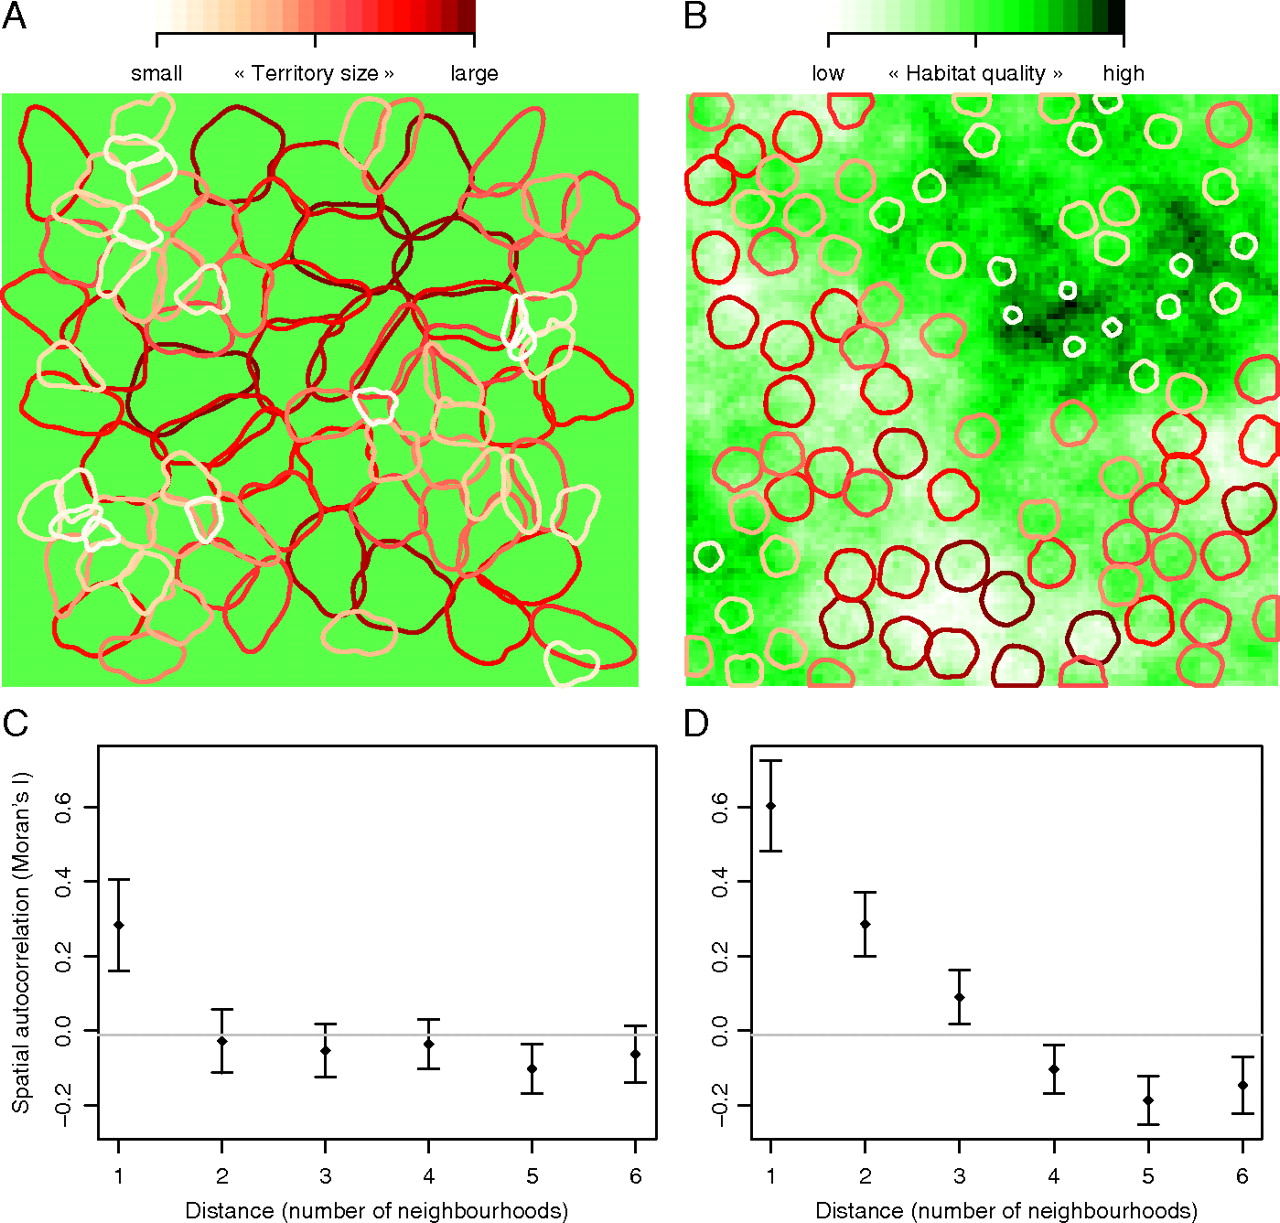 A
small « Territory size » large
B
low « Habitat quality » high
C
Spatial autocorrelation (Moran's I)
0.6
0.4
0.2
0.0
−0.2
1 2 3 4 5 6
Distance (number of neighbourhoods)
D
0.6
0.4
0.2
0.0
−0.2
1 2 3 4 5 6
Distance (number of neighbourhoods)